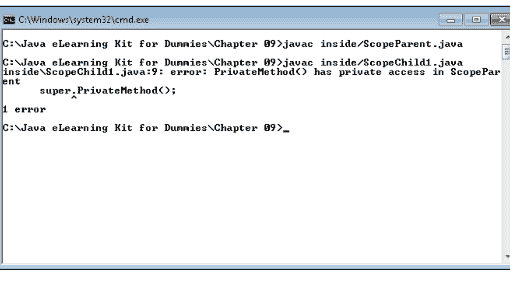 C:\Windows\system32\cmd.exe
C:\Java eLearning Kit for Dummies\Chapter 09>javac inside/ScopeParent.java
C:\Java eLearning Kit for Dummies\Chapter 09>javac inside/ScopeChild1.java
inside\ScopeChild1.java:9: error: PrivateMethod() has private access in ScopePar
ent
super.PrivateMethod();
^
1 error
C:\Java eLearning Kit for Dummies\Chapter 09>_